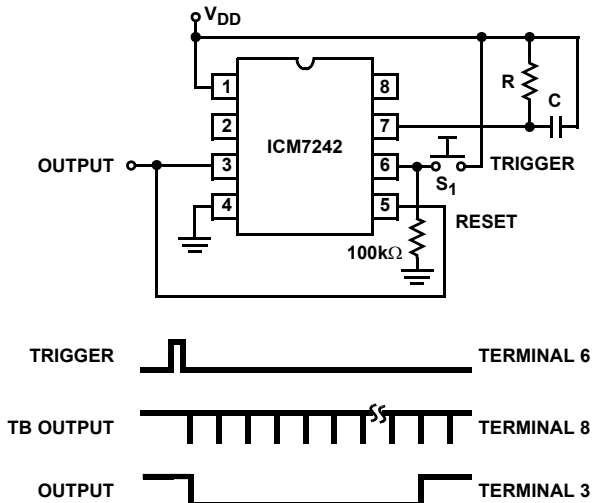 VDD
1
8
R
2
7
C
ICM7242
OUTPUT
3
6
TRIGGER
S1
4
5
RESET
100kΩ
TRIGGER
TERMINAL 6
TB OUTPUT
TERMINAL 8
OUTPUT
TERMINAL 3